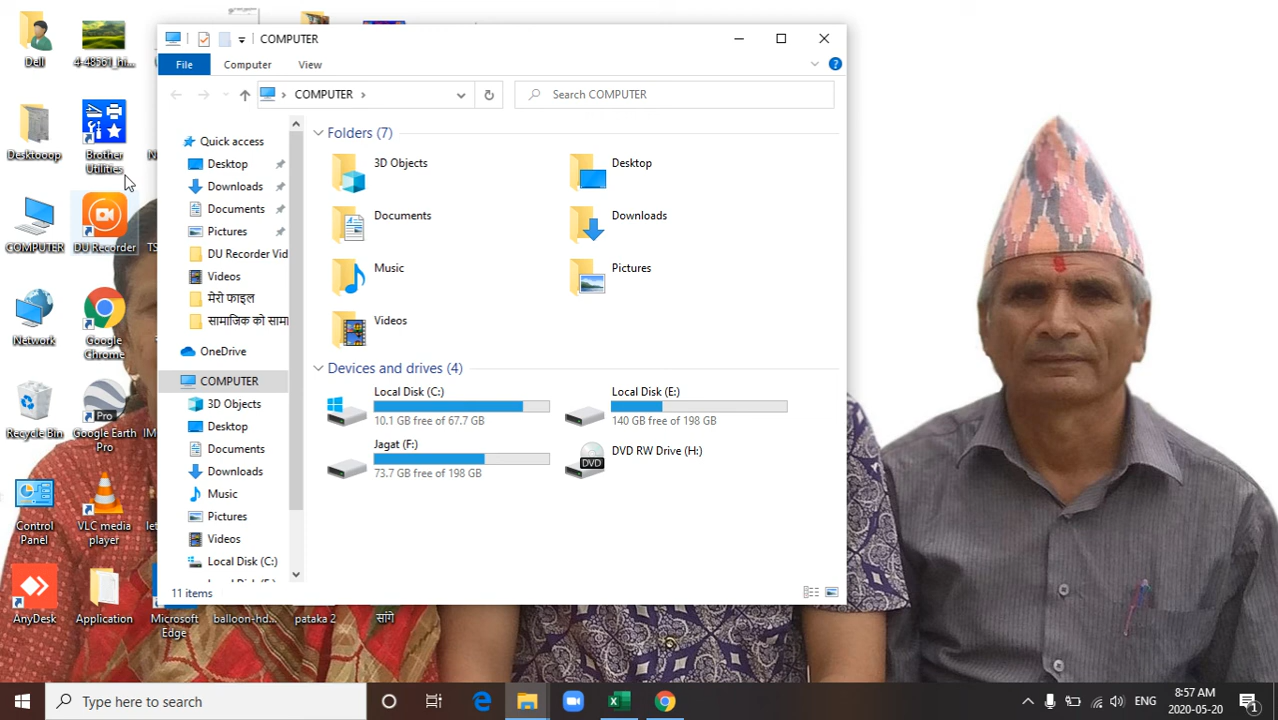 COMPUTER
File
Computer
View
COMPUTER
Search COMPUTER
Quick access
Desktop
Downloads
Documents
Pictures
DU Recorder Vid
Videos
मेरो फाइल
सामाजिक को सामा
OneDrive
COMPUTER
3D Objects
Desktop
Documents
Downloads
Music
Pictures
Videos
Local Disk (C:)
Folders (7)
3D Objects
Desktop
Documents
Downloads
Music
Pictures
Videos
Devices and drives (4)
Local Disk (C:)
10.1 GB free of 67.7 GB
Local Disk (E:)
140 GB free of 198 GB
Jagat (F:)
73.7 GB free of 198 GB
DVD RW Drive (H:)
DVD
11 items
Dell
4-48561_hi...
Desktooop
Brother
Utilities
COMPUTER
DU Recorder
Network
Google
Chrome
Recycle Bin
Pro
Google Earth
Pro
Control
Panel
VLC media
player
AnyDesk
Application
Microsoft
Edge
balloon-hd...
pataka 2
सांगे
Type here to search
ENG
8:57 AM
2020-05-20
1